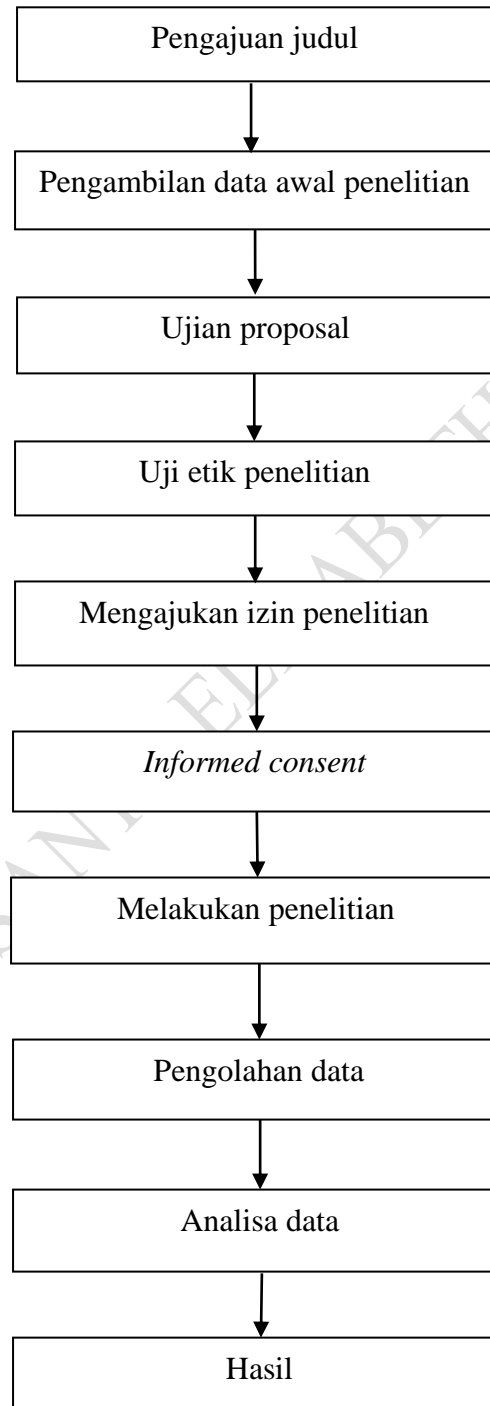 Pengajuan judul
Pengambilan data awal penelitian
Ujian proposal
Uji etik penelitian
Mengajukan izin penelitian
Informed consent
Melakukan penelitian
Pengolahan data
Analisa data
Hasil